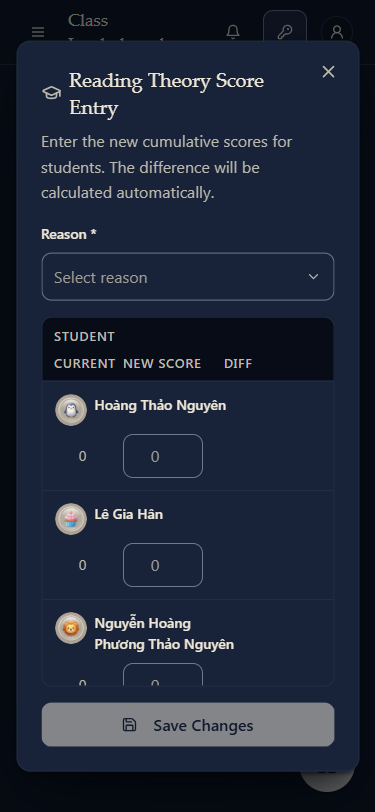 Class
Reading Theory Score
Entry
Enter the new cumulative scores for
students. The difference will be
calculated automatically.
Reason *
Select reason
STUDENT
CURRENT NEW SCORE DIFF
Hoàng Thảo Nguyên
0 0
Lê Gia Hân
0 0
Nguyễn Hoàng
Phương Thảo Nguyên
0 0
Save Changes